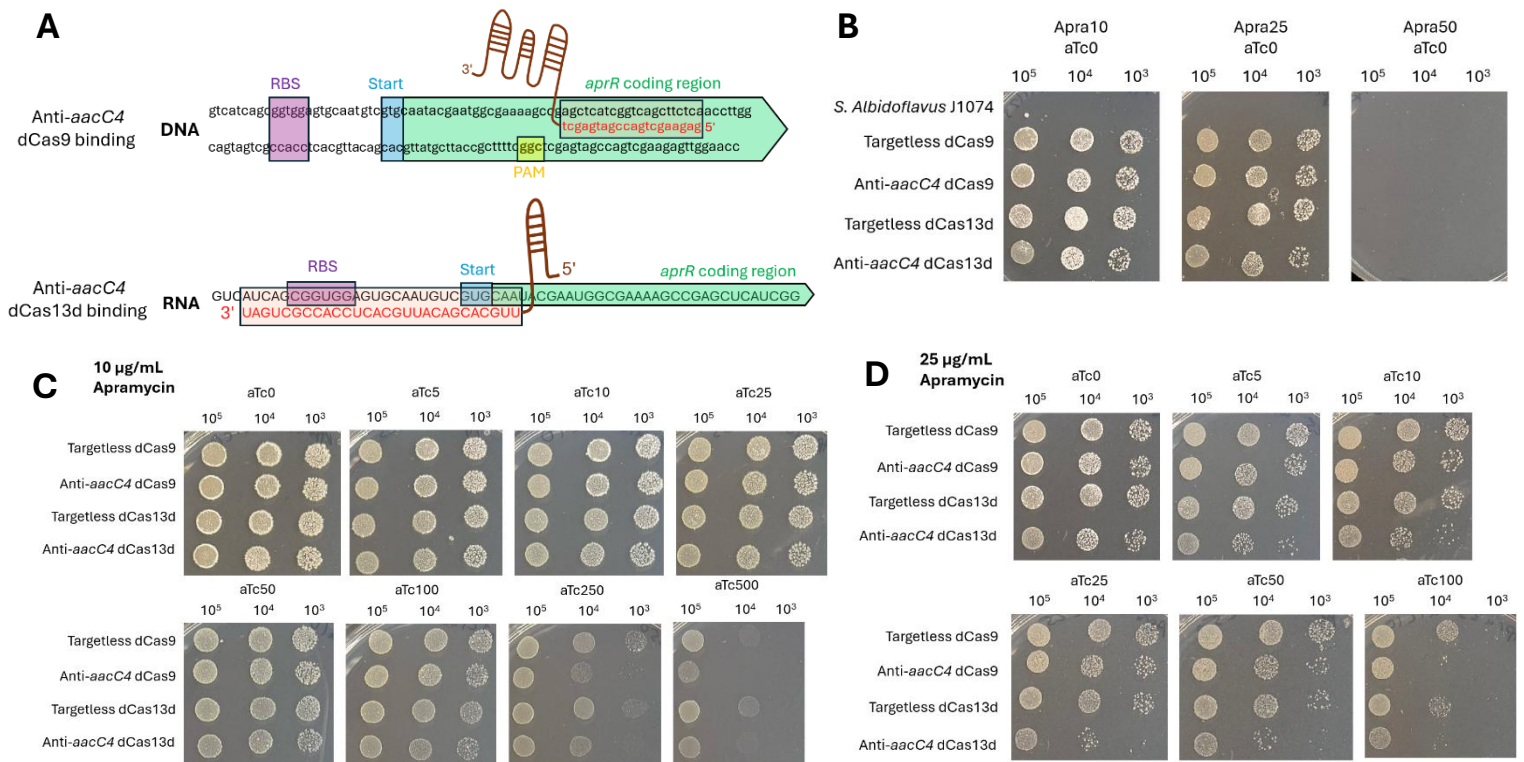 A
3'
RBS
Start
aprR coding region
Anti-aacC4
dCas9 binding
DNA
gtcatcagcggtggagtgcaatgtcgtgcaatacgaatggcgaaaagccgagctcatcggtcagcttctcaaccttgg
tcgagtagccagtcgaagag 5'
cagtagtcgccacctcacgttacagcacgttatgcttaccgcttttcggctcgagtagccagtcgaagagttggaacc
PAM
Anti-aacC4
dCas13d binding
RNA
RBS
Start
5'
aprR coding region
GUCAUCAGCGGUGGAGUGCAAUGUCGUGCAAUACGAAUGGCGAAAAGCCGAGCUCAUCGG
3' UAGUCGCCACCUCACGUUACAGCACGUU
B
Apra10
aTc0
Apra25
aTc0
Apra50
aTc0
10⁵ 10⁴ 10³ 10⁵ 10⁴ 10³ 10⁵ 10⁴ 10³
S. Albidoflavus J1074
Targetless dCas9
Anti-aacC4 dCas9
Targetless dCas13d
Anti-aacC4 dCas13d
C
10 µg/mL
Apramycin
aTc0 aTc5 aTc10 aTc25
10⁵ 10⁴ 10³ 10⁵ 10⁴ 10³ 10⁵ 10⁴ 10³ 10⁵ 10⁴ 10³
Targetless dCas9
Anti-aacC4 dCas9
Targetless dCas13d
Anti-aacC4 dCas13d
aTc50 aTc100 aTc250 aTc500
10⁵ 10⁴ 10³ 10⁵ 10⁴ 10³ 10⁵ 10⁴ 10³ 10⁵ 10⁴ 10³
Targetless dCas9
Anti-aacC4 dCas9
Targetless dCas13d
Anti-aacC4 dCas13d
D
25 µg/mL
Apramycin
aTc0 aTc5 aTc10
10⁵ 10⁴ 10³ 10⁵ 10⁴ 10³ 10⁵ 10⁴ 10³
Targetless dCas9
Anti-aacC4 dCas9
Targetless dCas13d
Anti-aacC4 dCas13d
aTc25 aTc50 aTc100
10⁵ 10⁴ 10³ 10⁵ 10⁴ 10³ 10⁵ 10⁴ 10³
Targetless dCas9
Anti-aacC4 dCas9
Targetless dCas13d
Anti-aacC4 dCas13d